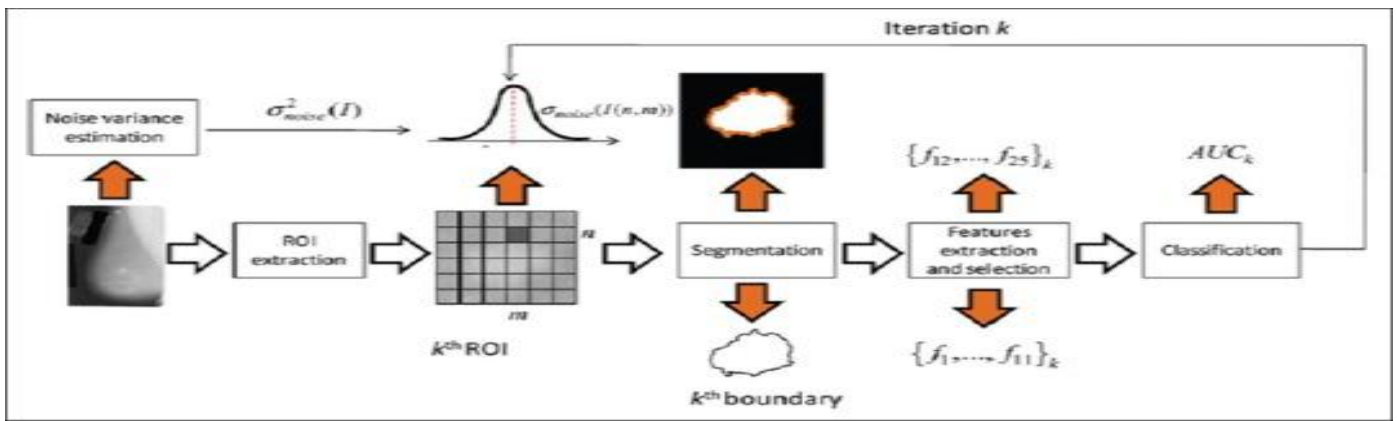 Iteration k
Noise variance
estimation
σ²noise(I)
σnoise(I(n,m))
{f12,..., f25}k
AUCk
ROI
extraction
n
Segmentation
Features
extraction
and selection
Classification
m
kth ROI
{f1,..., f11}k
kth boundary